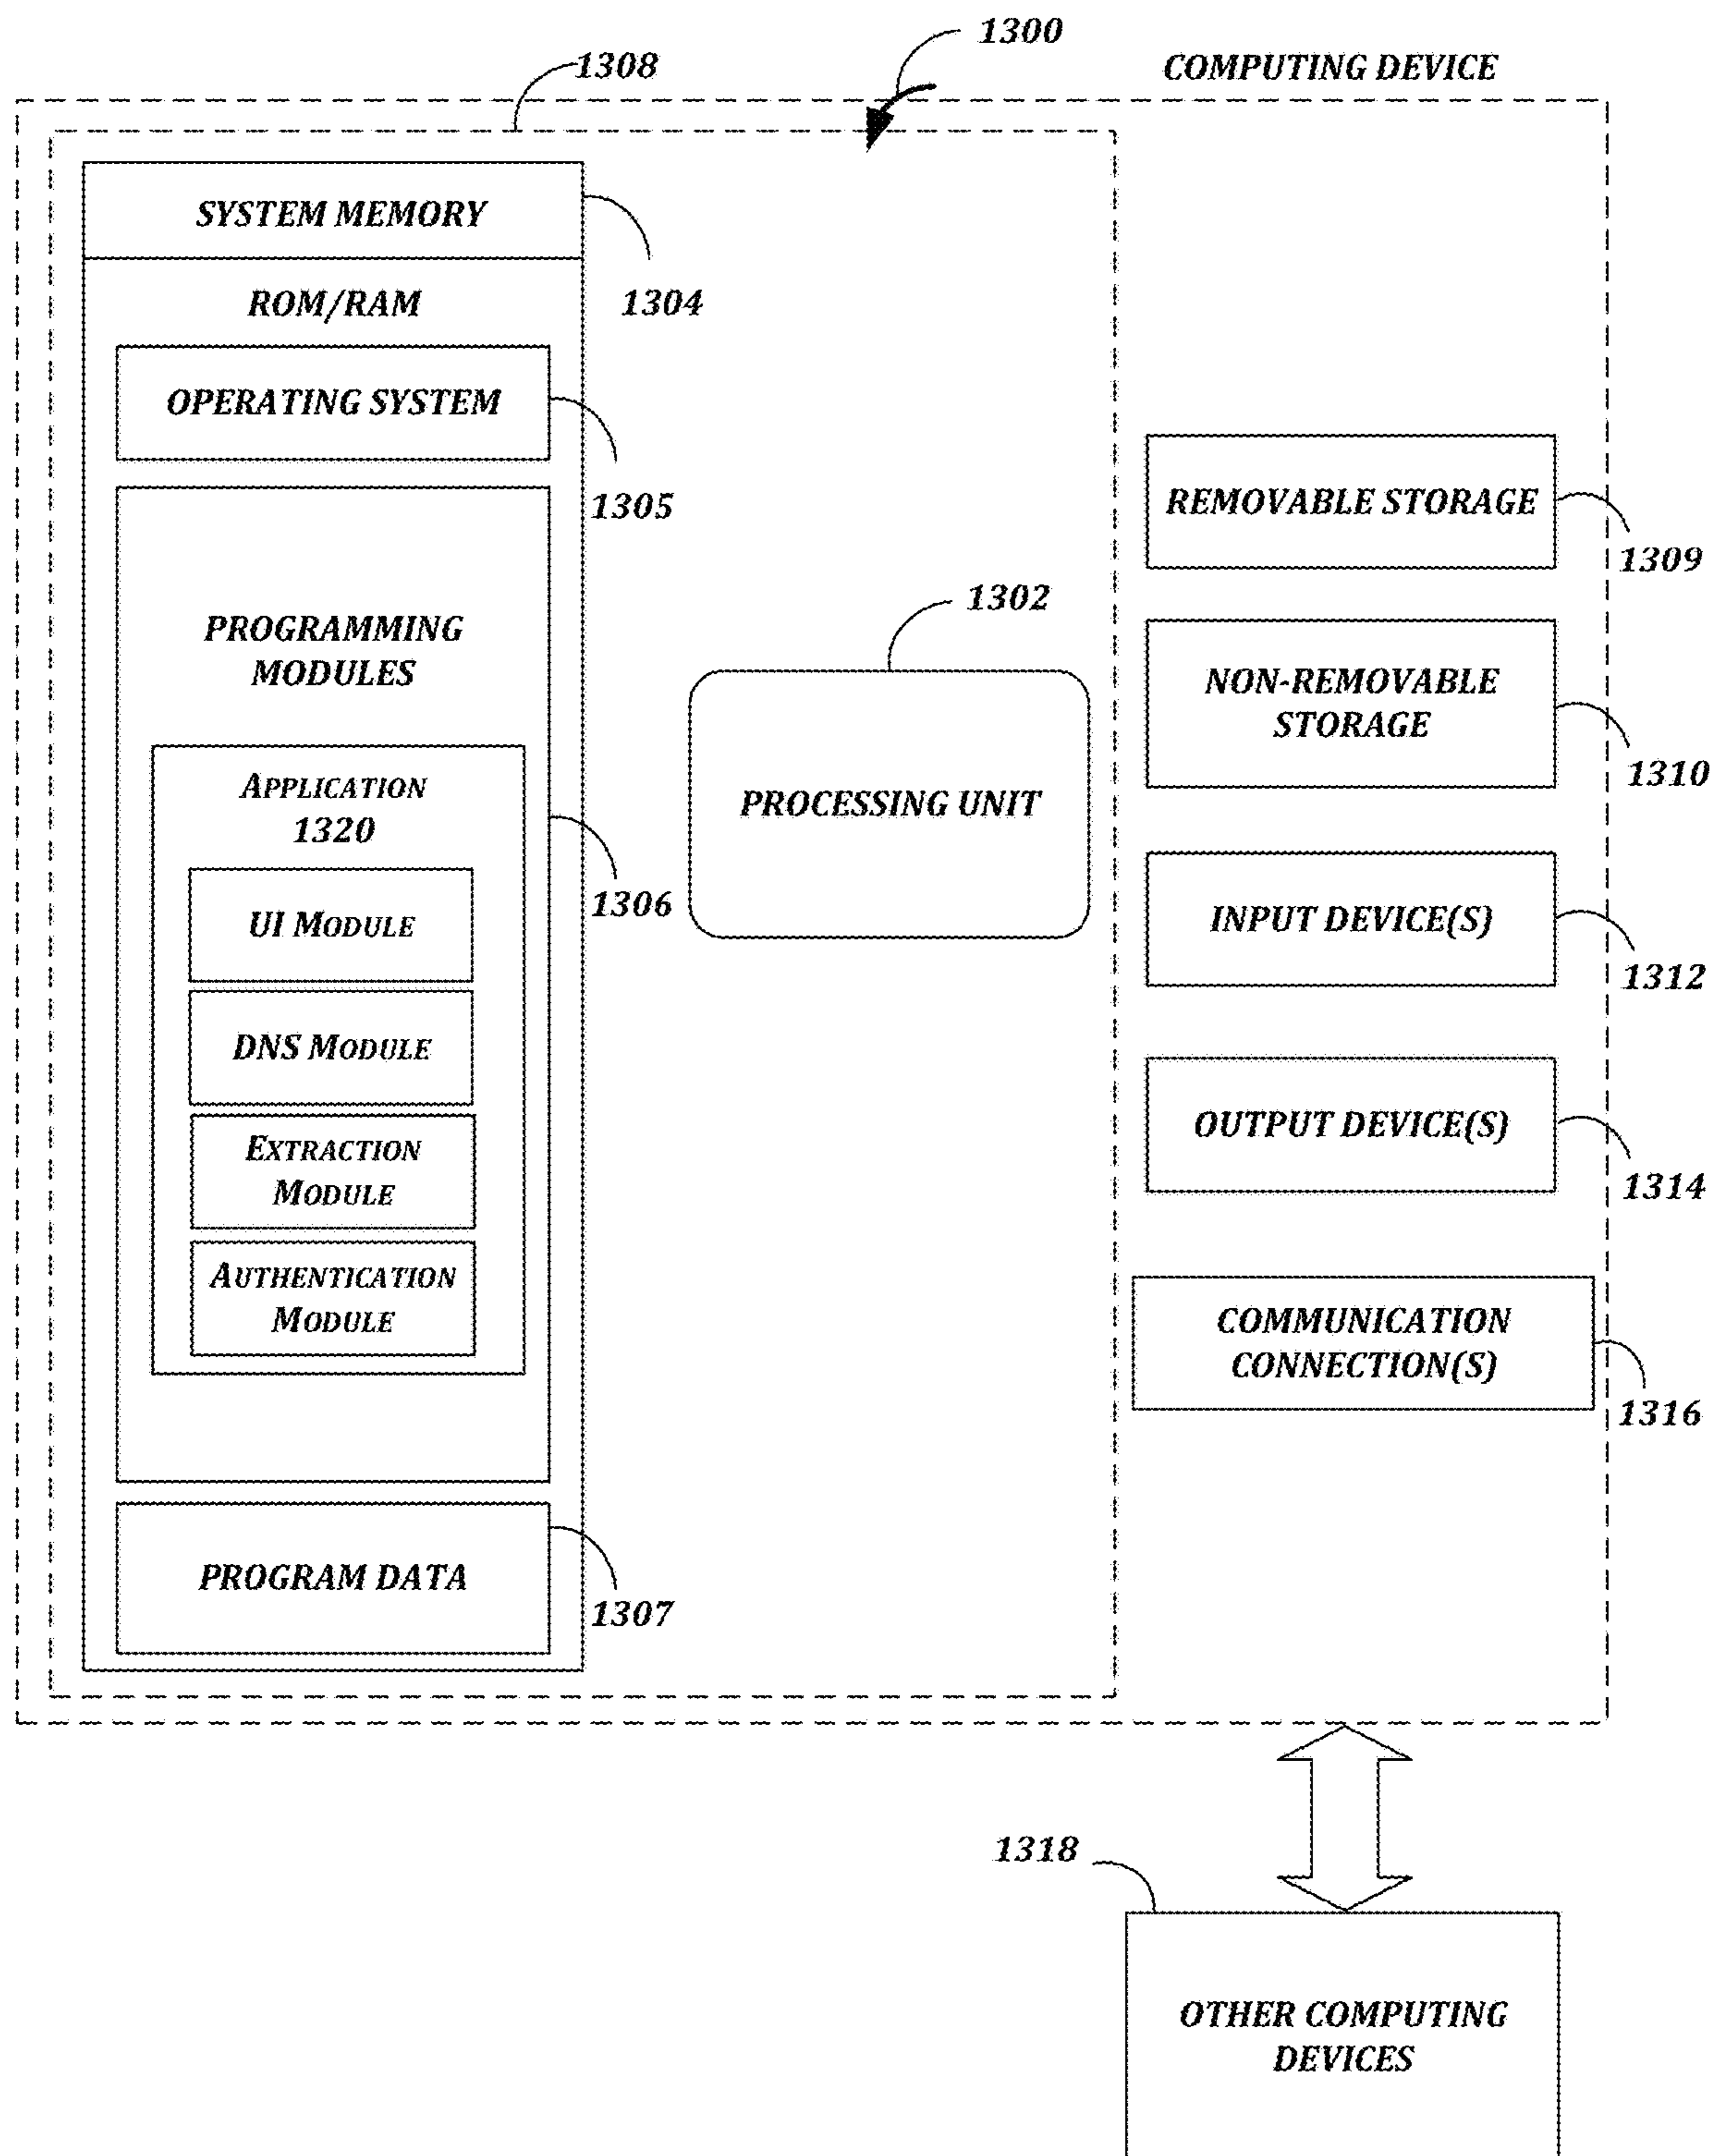 1300
1308
COMPUTING DEVICE
SYSTEM MEMORY
1304
ROM/RAM
OPERATING SYSTEM
1305
PROGRAMMING
MODULES
APPLICATION
1320
1306
UI MODULE
DNS MODULE
EXTRACTION
MODULE
AUTHENTICATION
MODULE
PROGRAM DATA
1307
1302
PROCESSING UNIT
REMOVABLE STORAGE
1309
NON-REMOVABLE
STORAGE
1310
INPUT DEVICE(S)
1312
OUTPUT DEVICE(S)
1314
COMMUNICATION
CONNECTION(S)
1316
1318
OTHER COMPUTING
DEVICES